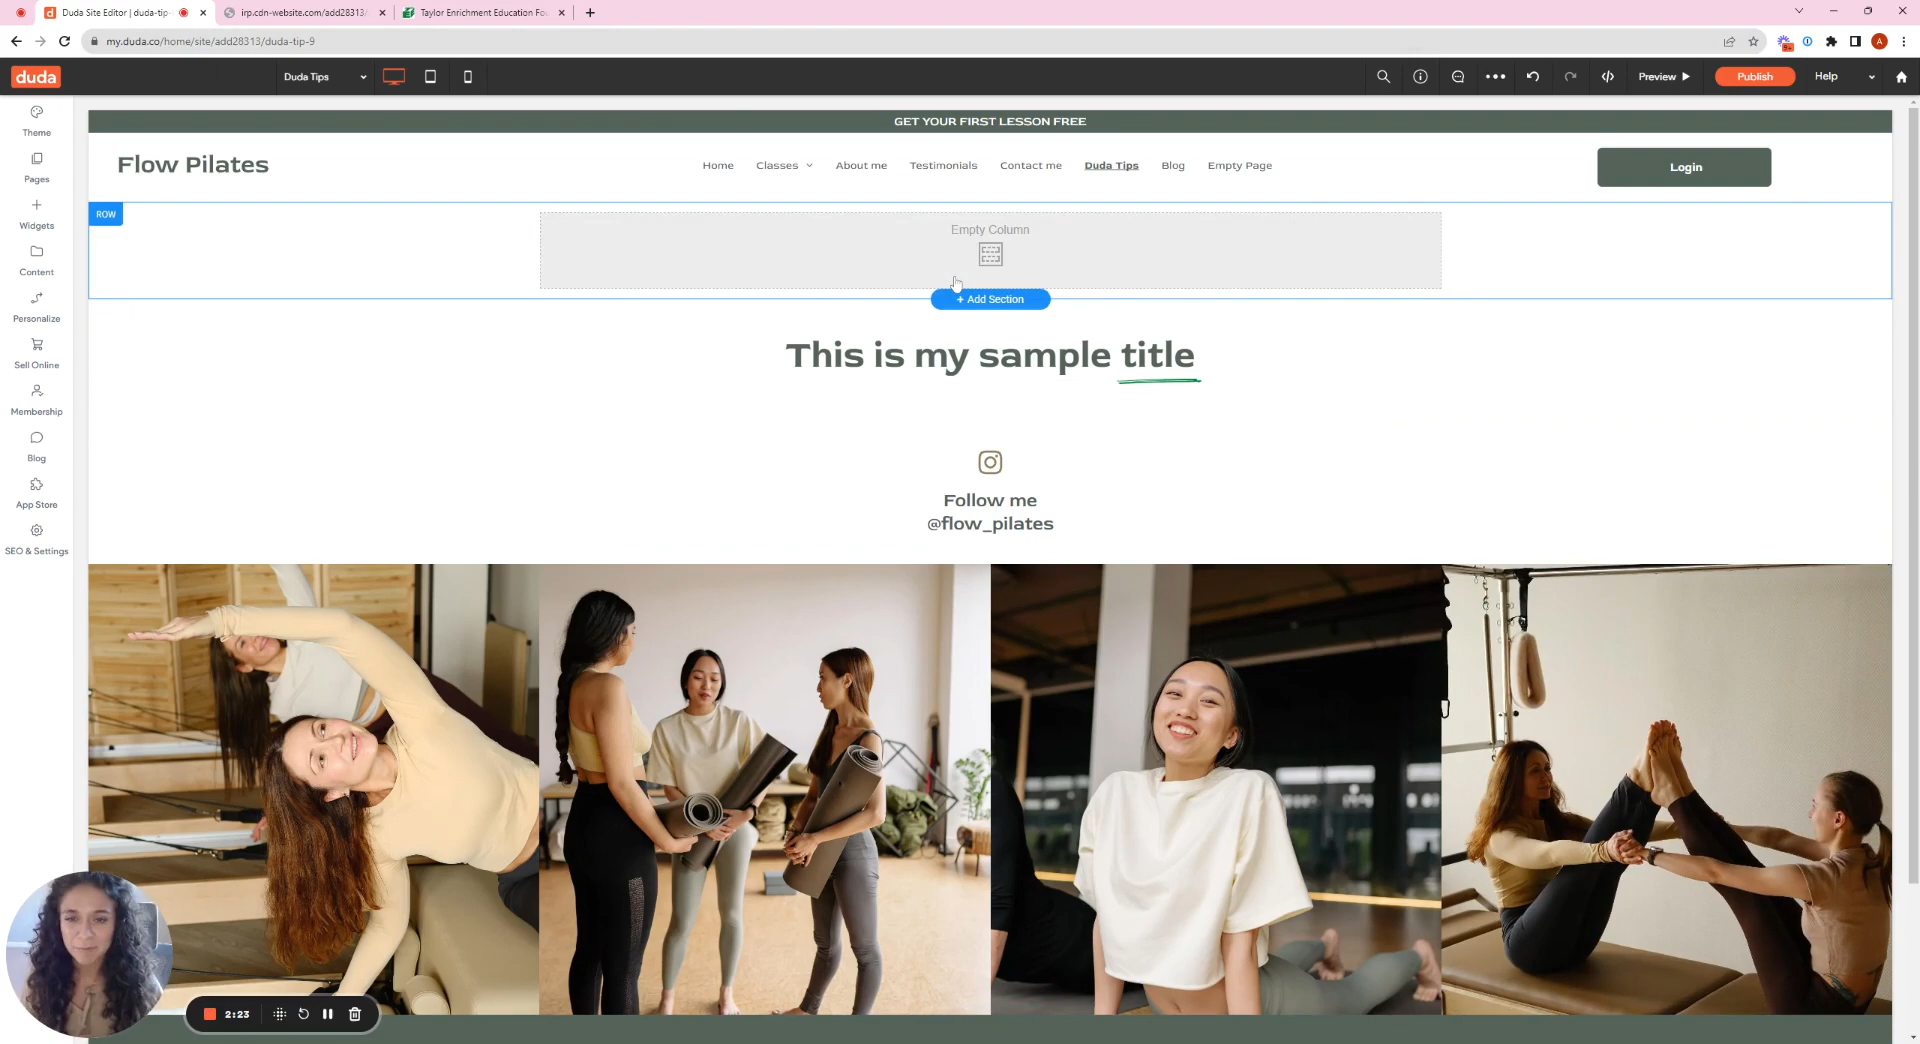 Duda Site Editor | duda-tip-
irp.cdn-website.com/add28313/
Taylor Enrichment Education Fou
my.duda.co/home/site/add28313/duda-tip-9
9+
A
duda
Duda Tips
Preview
Publish
Help
Theme
Pages
Widgets
Content
Personalize
Sell Online
Membership
Blog
App Store
SEO & Settings
GET YOUR FIRST LESSON FREE
Flow Pilates
Home
Classes
About me
Testimonials
Contact me
Duda Tips
Blog
Empty Page
Login
ROW
Empty Column
+ Add Section
This is my sample title
Follow me
@flow_pilates
2:23